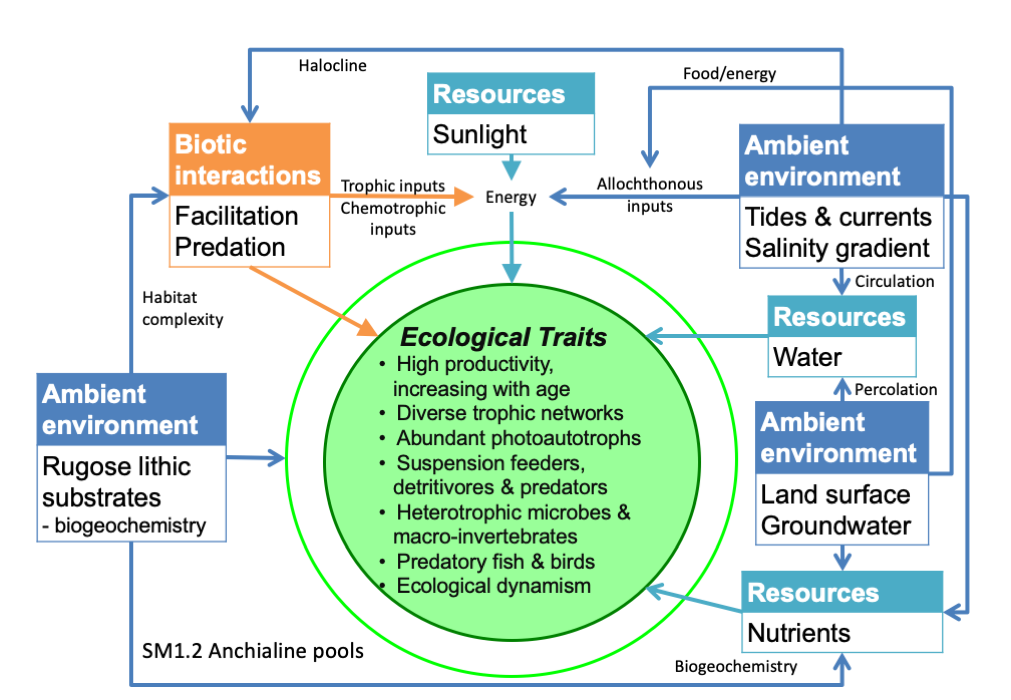 Halocline
Food/energy
Resources
Sunlight
Biotic
interactions
Facilitation
Predation
Trophic inputs
Chemotrophic
inputs
Energy
Allochthonous
inputs
Ambient
environment
Tides & currents
Salinity gradient
Circulation
Habitat
complexity
Resources
Water
Percolation
Ambient
environment
Rugose lithic
substrates
- biogeochemistry
Ecological Traits
• High productivity,
increasing with age
• Diverse trophic networks
• Abundant photoautotrophs
• Suspension feeders,
detritivores & predators
• Heterotrophic microbes &
macro-invertebrates
• Predatory fish & birds
• Ecological dynamism
Ambient
environment
Land surface
Groundwater
Resources
Nutrients
SM1.2 Anchialine pools
Biogeochemistry